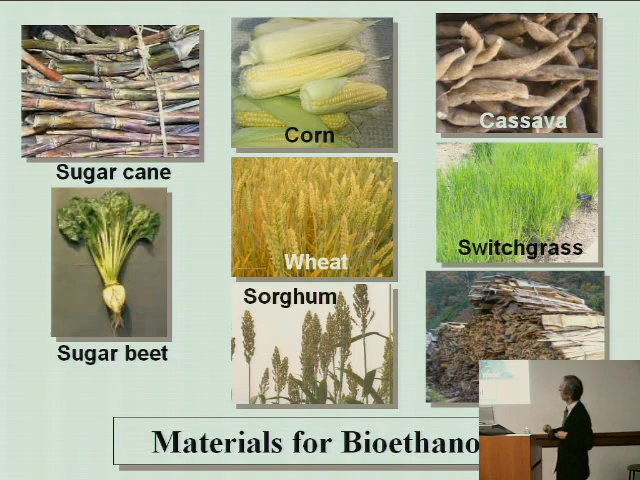 Sugar cane
Corn
Cassava
Sugar beet
Wheat
Switchgrass
Sorghum
Materials for Bioethano